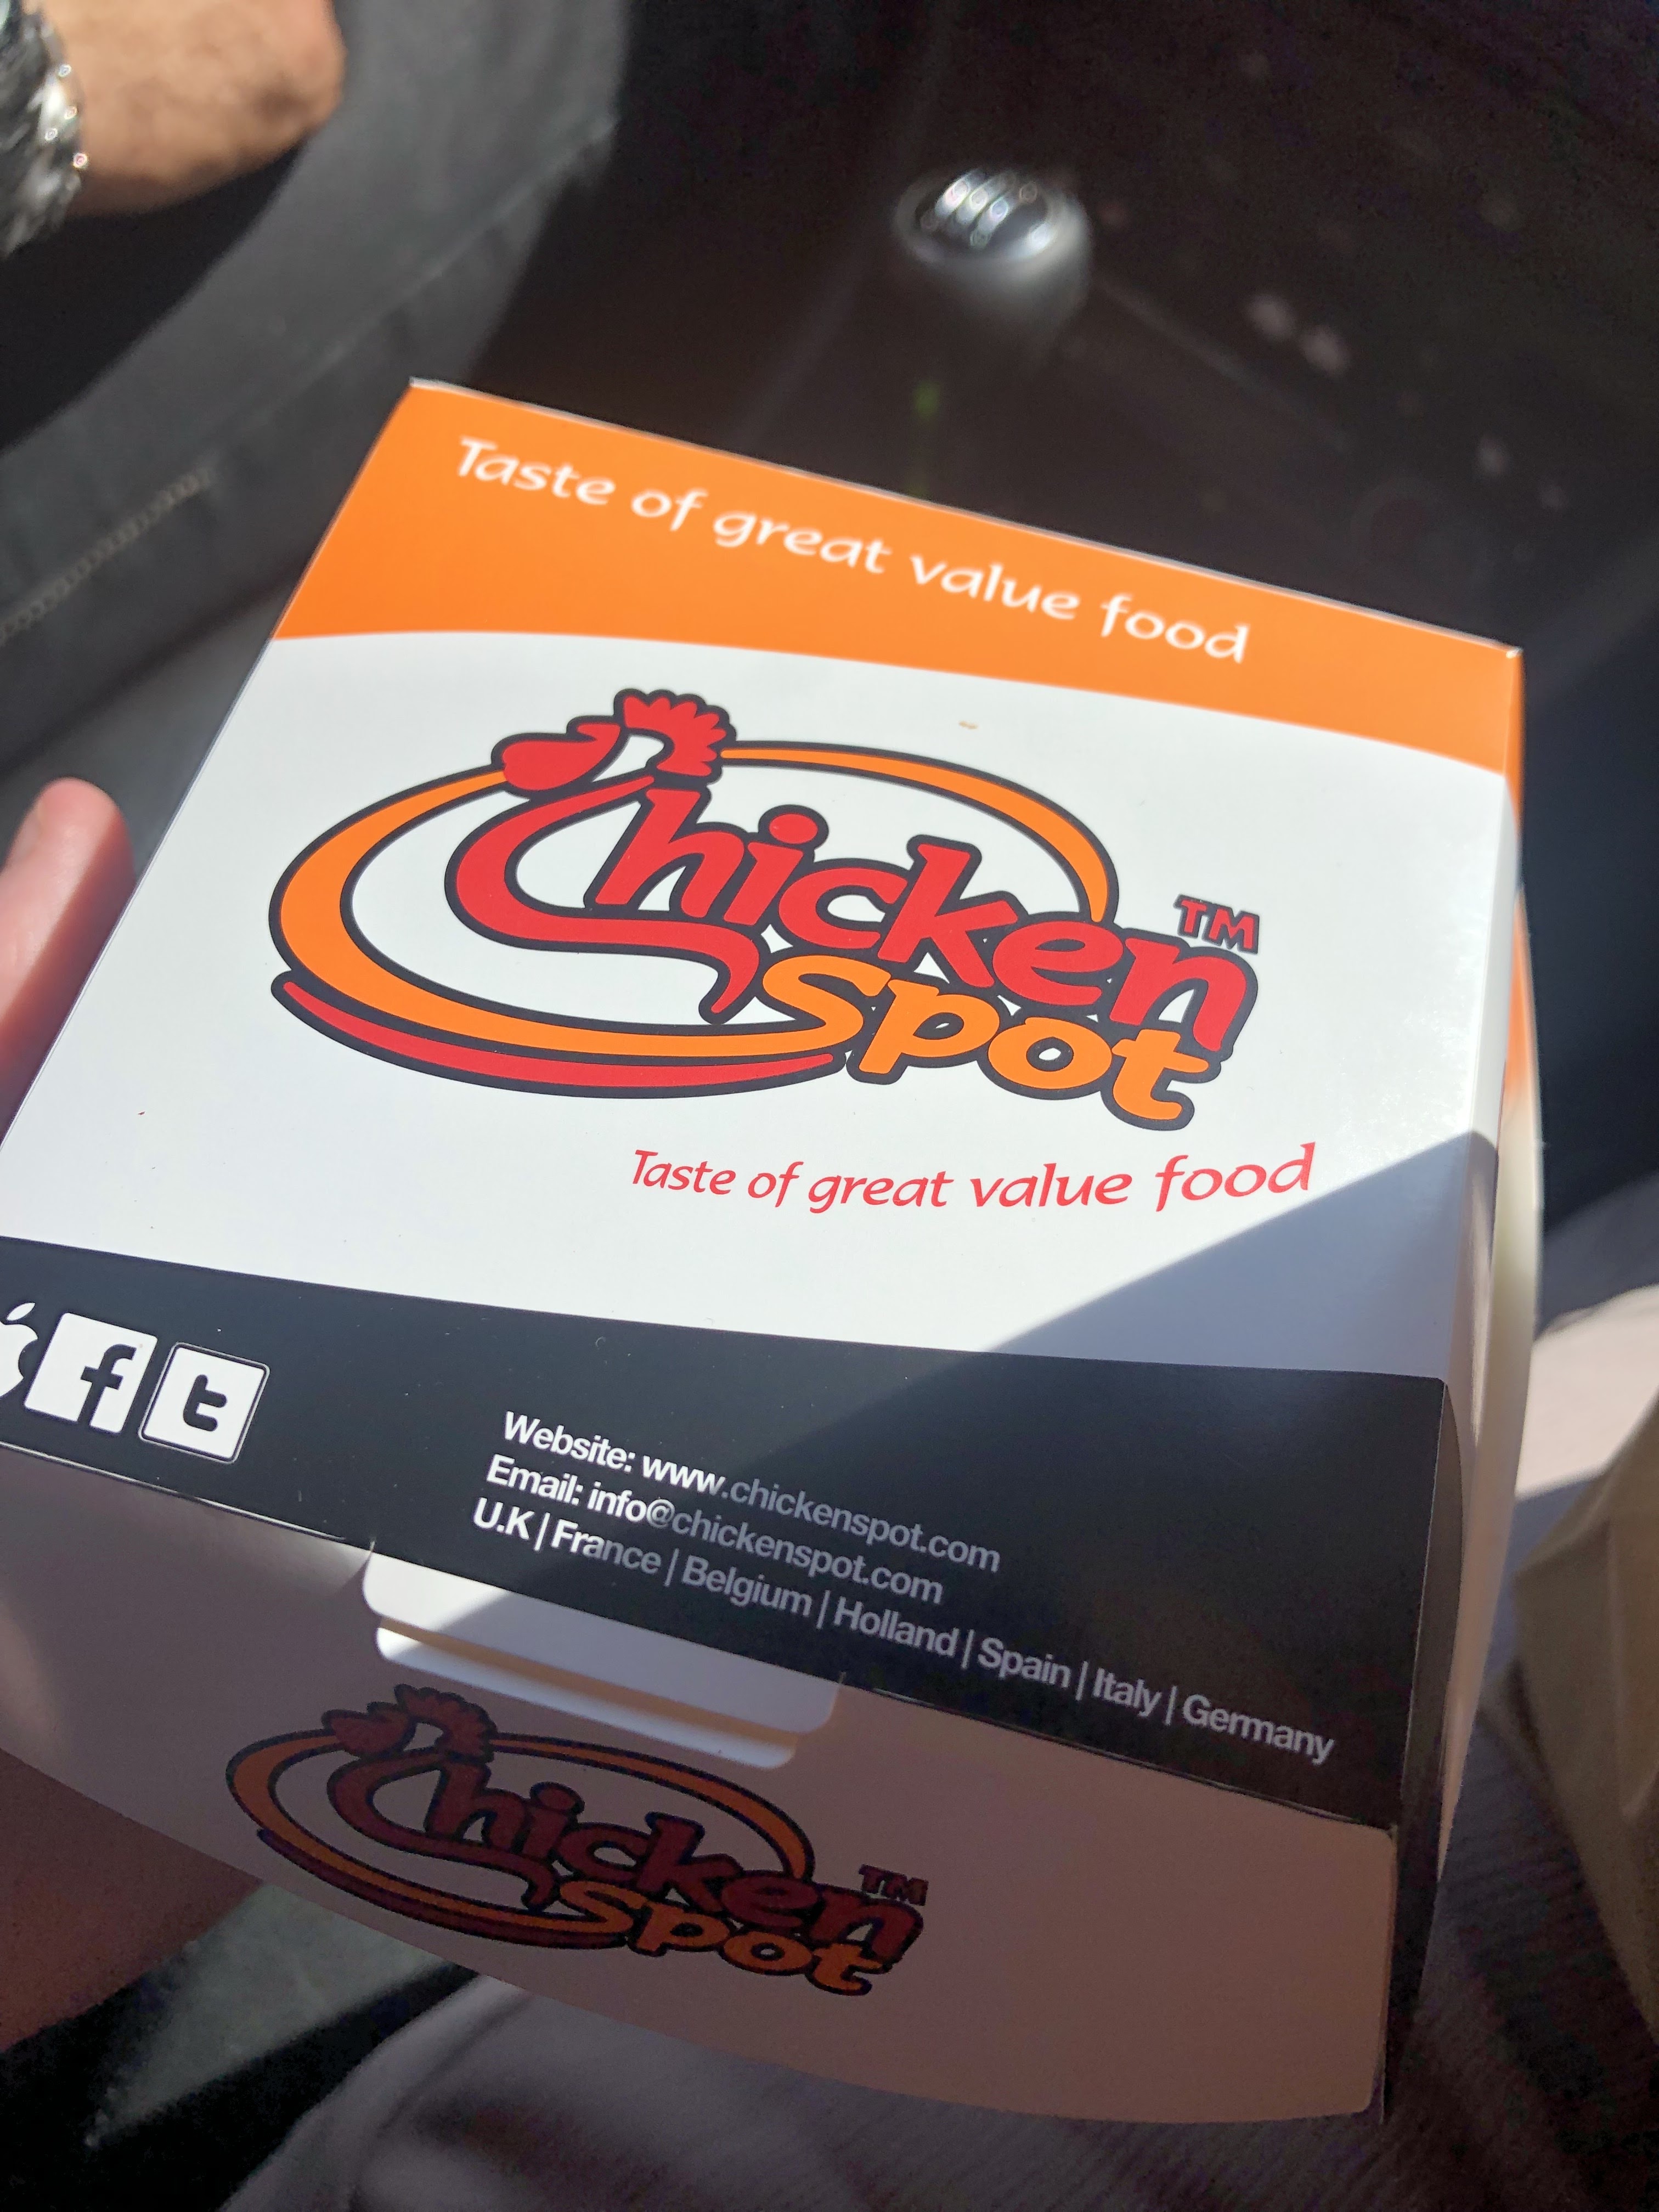 Taste of great value food
Chicken
TM
Spot
Taste of great value food
f
t
Website: www.chickenspot.com
Email: info@chickenspot.com
U.K | France | Belgium | Holland | Spain | Italy | Germany
Chicken
TM
Spot